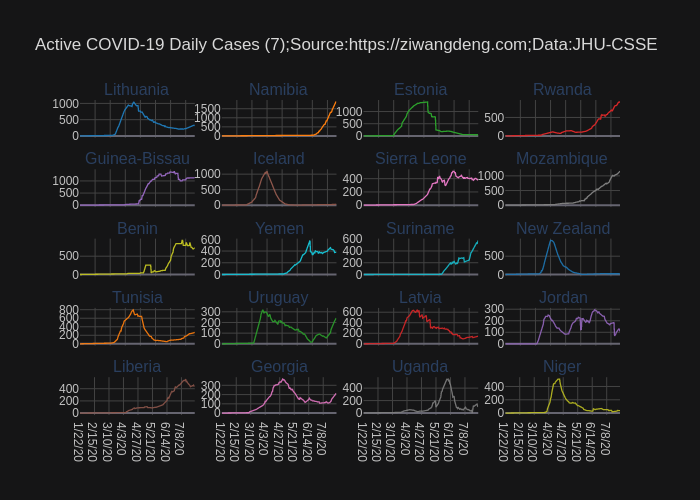 Active COVID-19 Daily Cases (7);Source:https://ziwangdeng.com;Data:JHU-CSSE
Lithuania Namibia Estonia Rwanda
1000 500 0
1500 1000 500 0
1000 500 0
500 0
Guinea-Bissau Iceland Sierra Leone Mozambique
1000 500 0
1000 500 0
400 200 0
1000 500 0
Benin Yemen Suriname New Zealand
500 0
600 400 200 0
600 400 200 0
500 0
Tunisia Uruguay Latvia Jordan
800 600 400 200 0
300 200 100 0
600 400 200 0
300 200 100 0
Liberia Georgia Uganda Niger
400 200 0
300 200 100 0
400 200 0
400 200 0
1/22/20 2/15/20 3/10/20 4/3/20 4/27/20 5/21/20 6/14/20 7/8/20
1/22/20 2/15/20 3/10/20 4/3/20 4/27/20 5/21/20 6/14/20 7/8/20
1/22/20 2/15/20 3/10/20 4/3/20 4/27/20 5/21/20 6/14/20 7/8/20
1/22/20 2/15/20 3/10/20 4/3/20 4/27/20 5/21/20 6/14/20 7/8/20